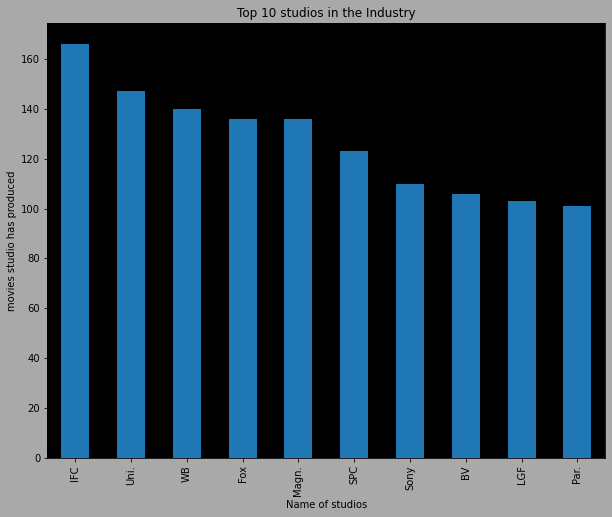 Top 10 studios in the Industry
movies studio has produced
160
140
120
100
80
60
40
20
0
IFC
Uni.
WB
Fox
Magn.
SPC
Sony
BV
LGF
Par.
Name of studios